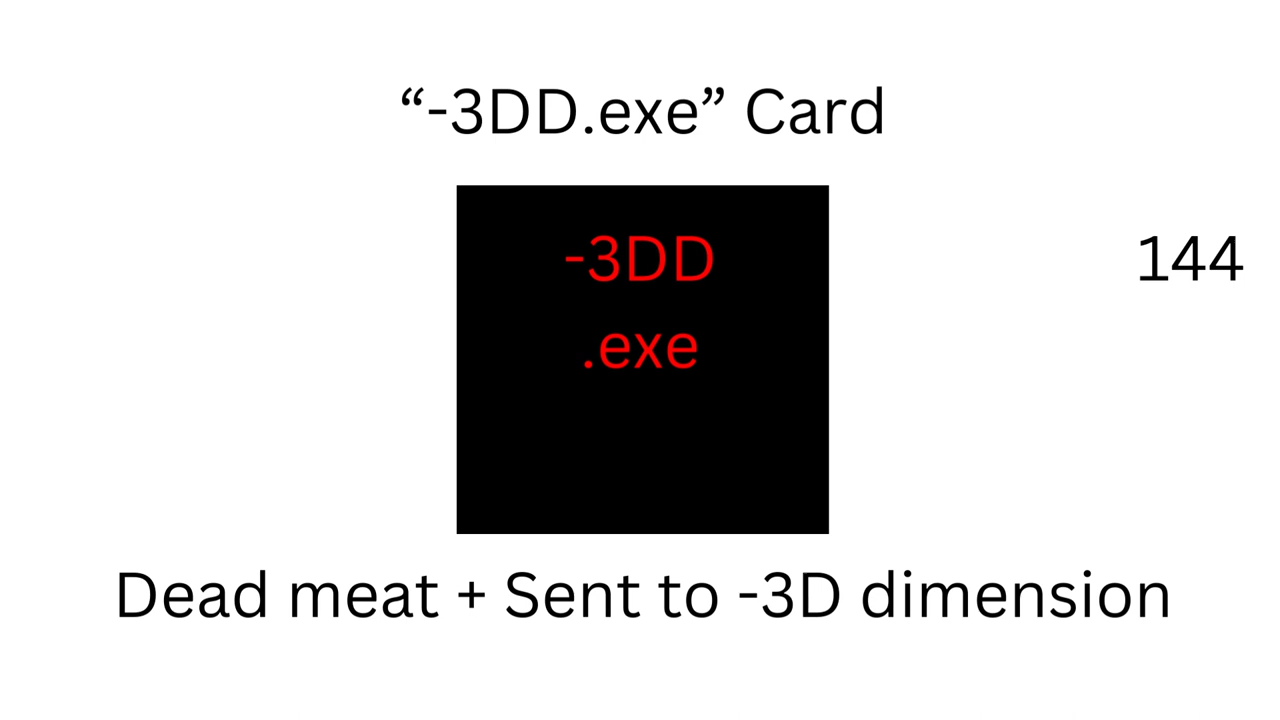 “-3DD.exe” Card
-3DD
.exe
144
Dead meat + Sent to -3D dimension